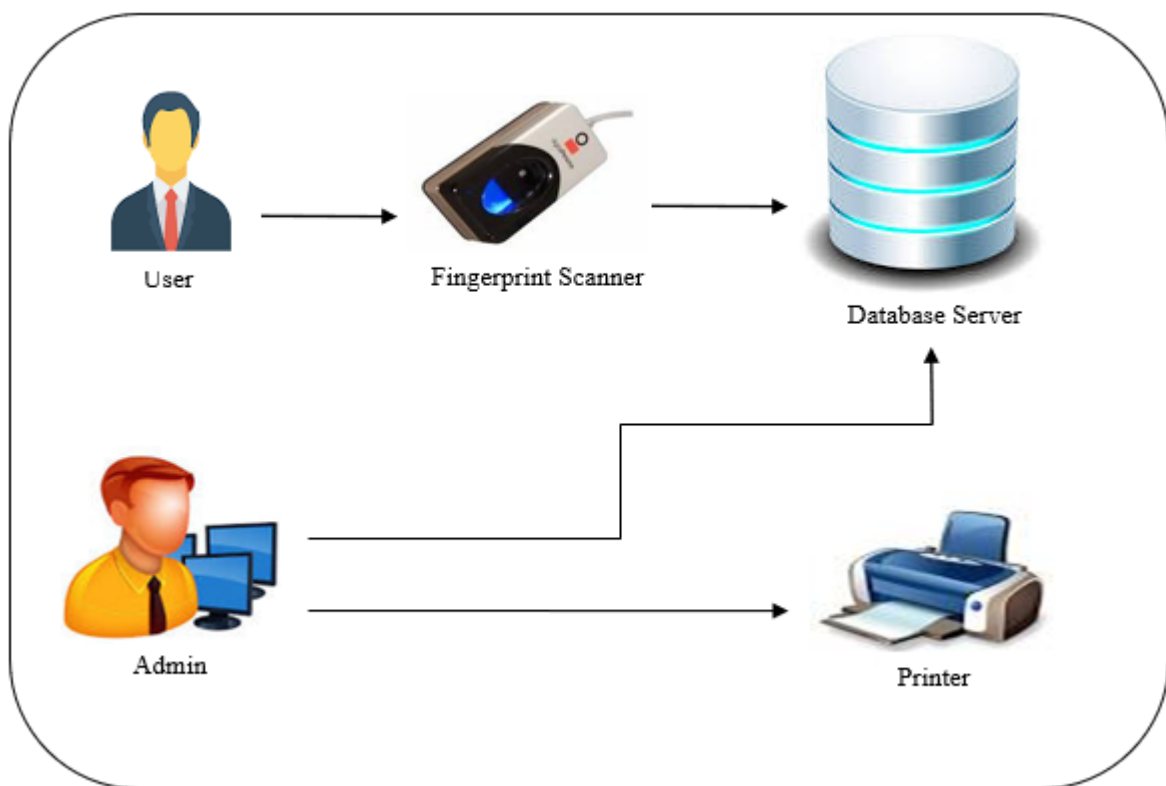 User
Fingerprint Scanner
Database Server
Admin
Printer